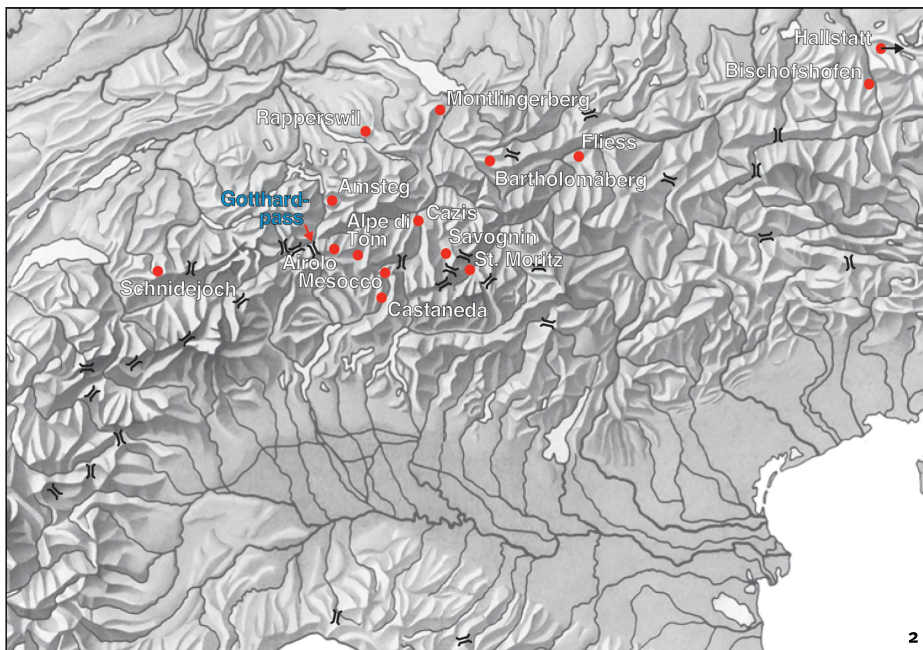 Hallstatt
Bischofshofen
Montlingerberg
Rapperswil
Fliess
Bartholomäberg
Amsteg
Gotthard-
pass
Alpe di
Tom
Cazis
Savognin
St. Moritz
Airolo
Mesocco
Schnidejoch
Castaneda
2